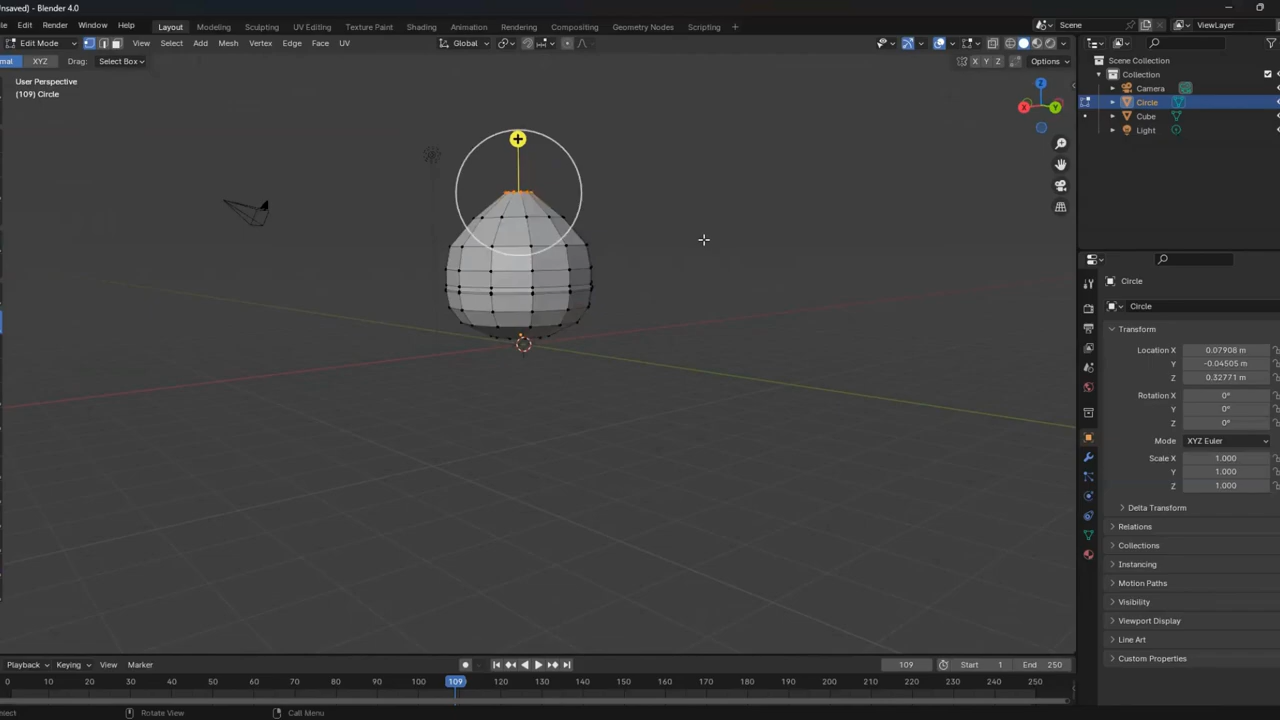 nsaved) - Blender 4.0
Edit Render Window Help Layout Modeling Sculpting UV Editing Texture Paint Shading Animation Rendering Compositing Geometry Nodes Scripting + Scene ViewLayer
Edit Mode View Select Add Mesh Vertex Edge Face UV Global
XYZ Drag: Select Box X Y Z Options
User Perspective
(109) Circle
Z
X Y
Scene Collection
Collection
Camera
Circle
Cube
Light
Circle
Circle
Transform
Location X 0.07908 m
Y -0.04505 m
Z 0.32771 m
Rotation X 0°
Y 0°
Z 0°
Mode XYZ Euler
Scale X 1.000
Y 1.000
Z 1.000
Delta Transform
Relations
Collections
Instancing
Motion Paths
Visibility
Viewport Display
Line Art
Custom Properties
Playback Keying View Marker 109 Start 1 End 250
0 10 20 30 40 50 60 70 80 90 100 109 120 130 140 150 160 170 180 190 200 210 220 230 240 250
elect Rotate View Call Menu